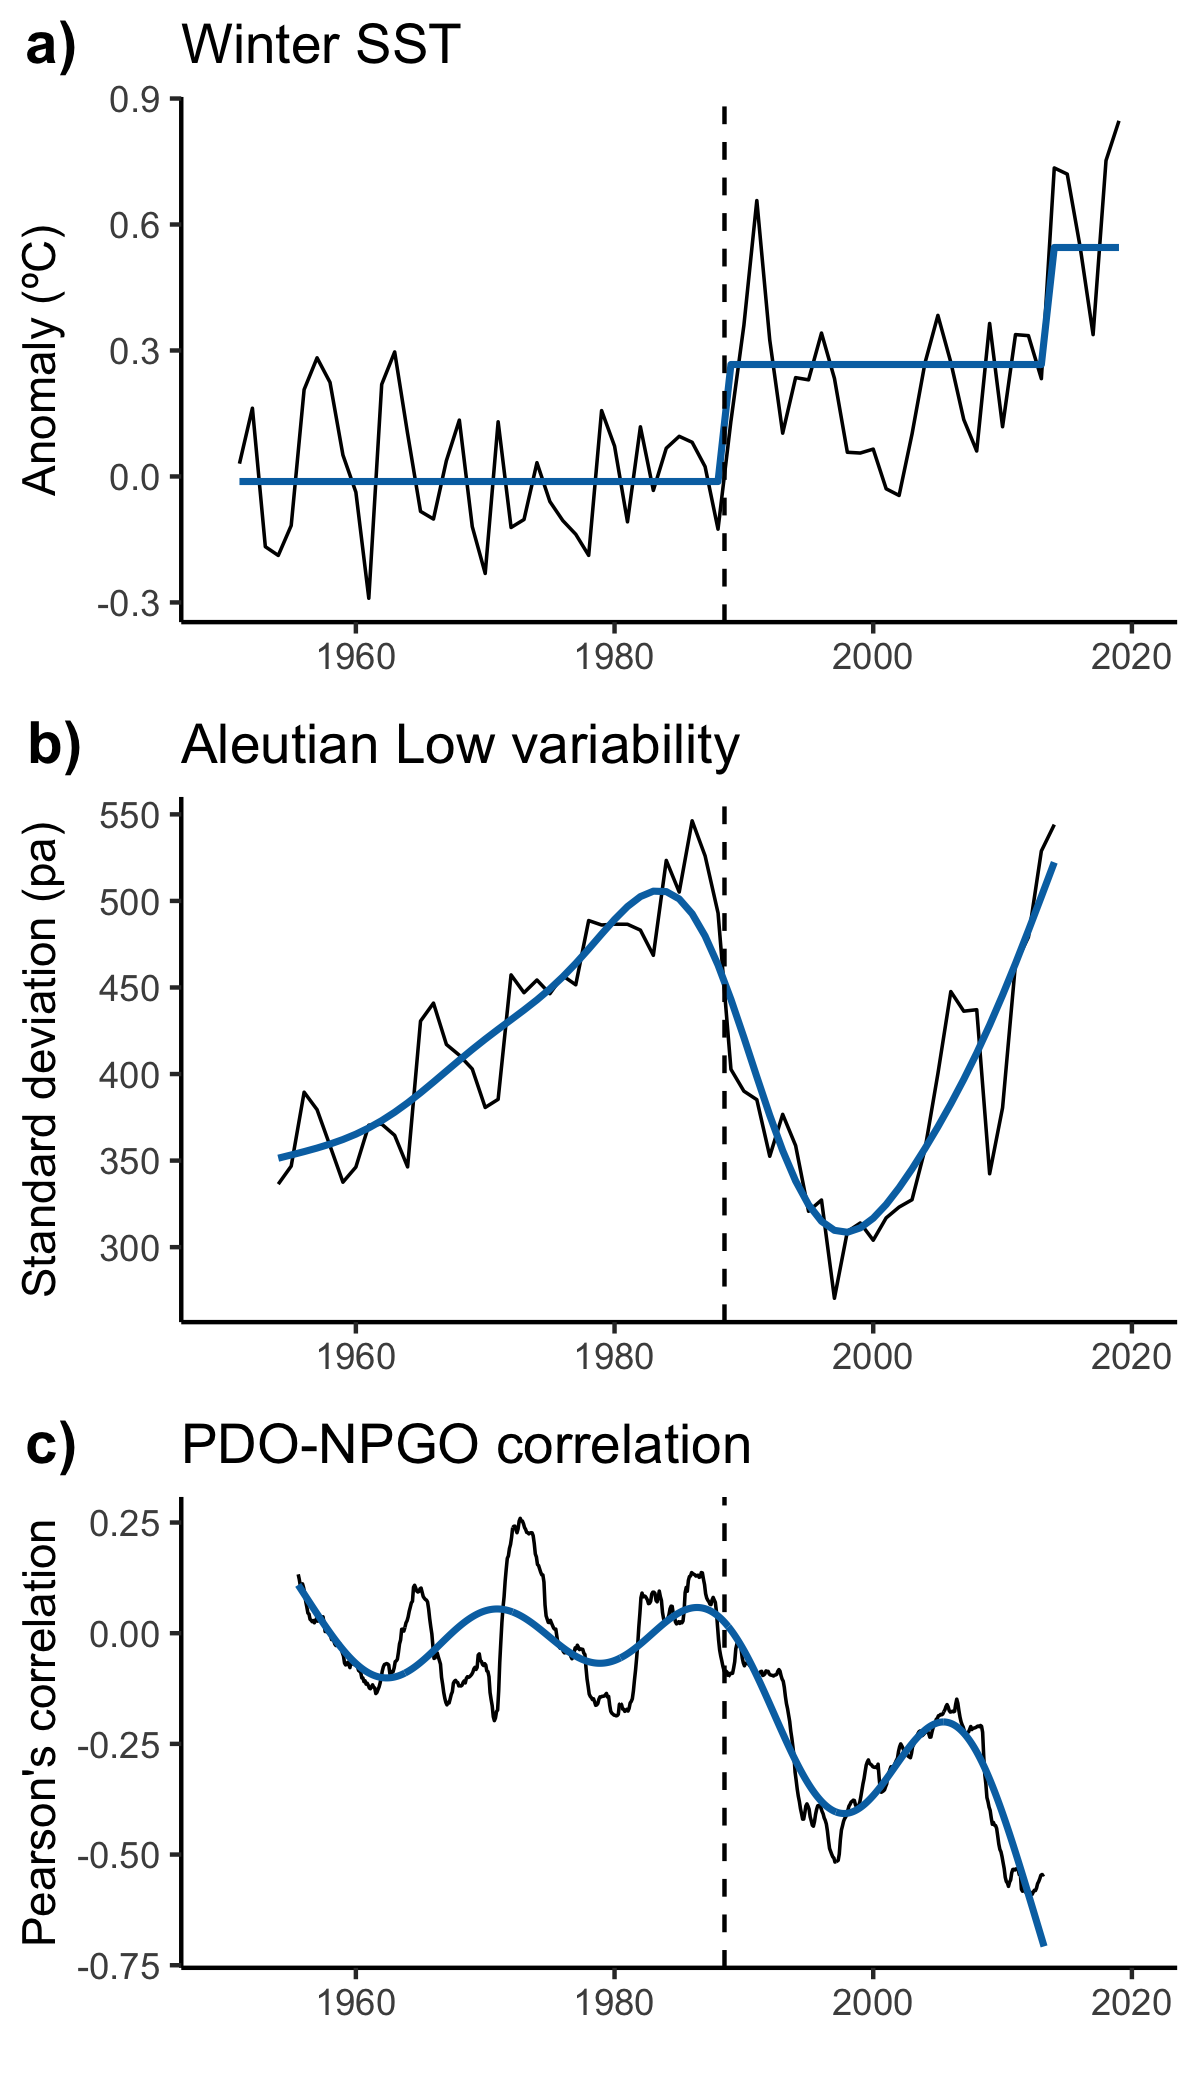 a) Winter SST
Anomaly (ºC)
0.9
0.6
0.3
0.0
-0.3
1960 1980 2000 2020
b) Aleutian Low variability
Standard deviation (pa)
550
500
450
400
350
300
1960 1980 2000 2020
c) PDO-NPGO correlation
Pearson's correlation
0.25
0.00
-0.25
-0.50
-0.75
1960 1980 2000 2020